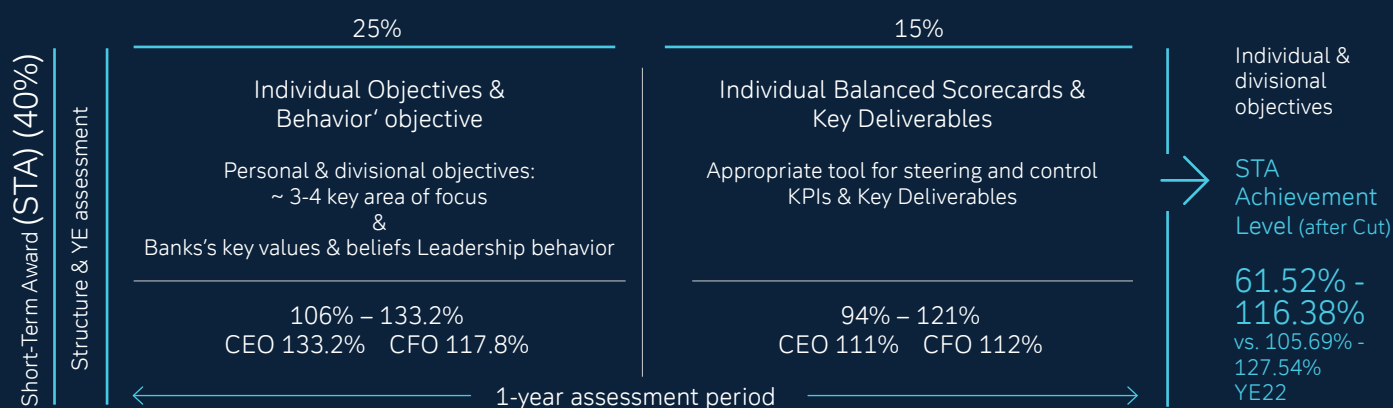 Short-Term Award (STA) (40%)
Structure & YE assessment
25%
Individual Objectives &
Behavior’ objective
Personal & divisional objectives:
~ 3-4 key area of focus
&
Banks's key values & beliefs Leadership behavior
106% – 133.2%
CEO 133.2% CFO 117.8%
15%
Individual Balanced Scorecards &
Key Deliverables
Appropriate tool for steering and control
KPIs & Key Deliverables
94% – 121%
CEO 111% CFO 112%
1-year assessment period
Individual &
divisional
objectives
STA
Achievement
Level (after Cut)
61.52% -
116.38%
vs. 105.69% -
127.54%
YE22